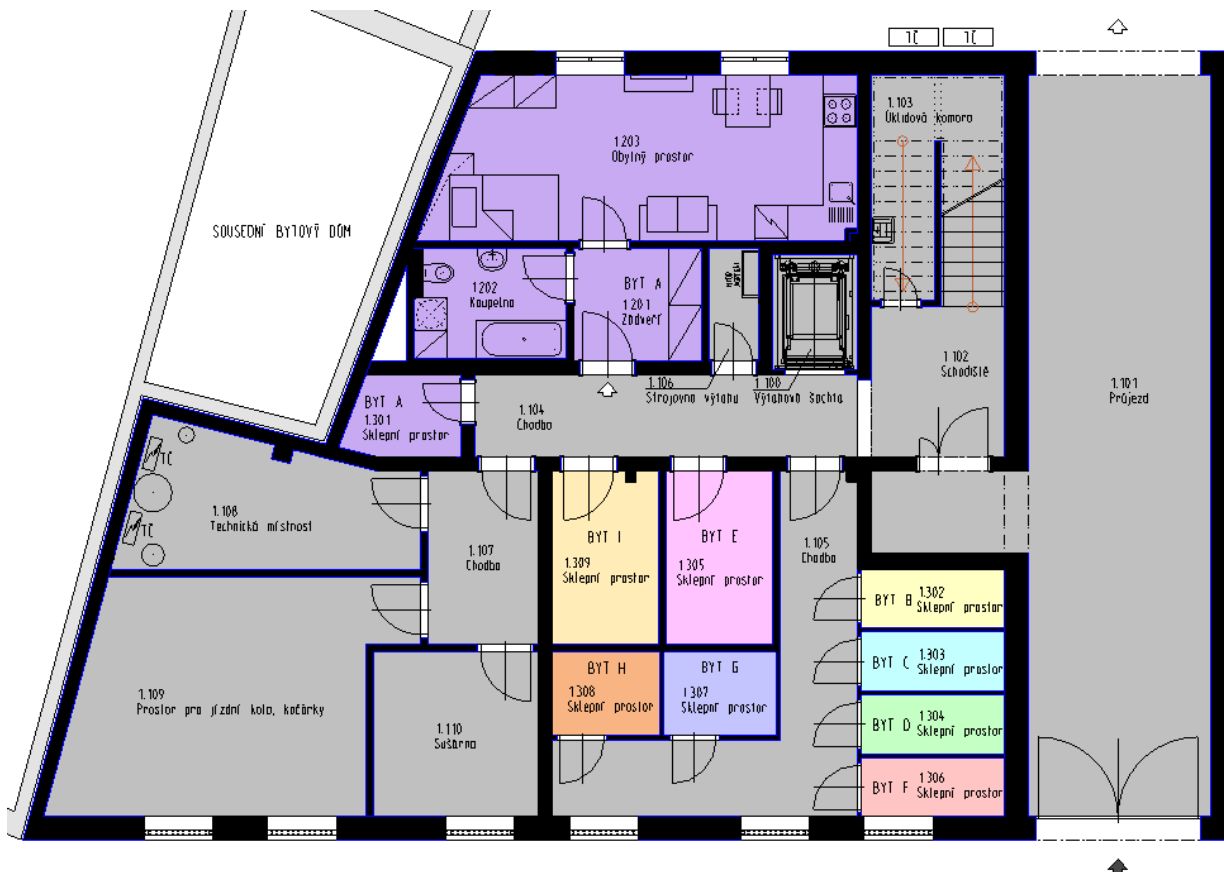 TČ TČ
1.103
Úklidová komora
1.203
Obytný prostor
SOUSEDNÍ BYTOVÝ DŮM
BYT A
1.202
Koupelna
1.201
Zádveří
1.102
Schodiště
1.106
Strojovna výtahu
1.100
Výtahová šachta
1.101
Průjezd
BYT A
1.301
Sklepní prostor
1.104
Chodba
TČ
1.108
Technická místnost
TČ
1.107
Chodba
BYT I
1.309
Sklepní prostor
BYT E
1.305
Sklepní prostor
1.105
Chodba
BYT B
1.302
Sklepní prostor
BYT C
1.303
Sklepní prostor
BYT H
1.308
Sklepní prostor
BYT G
1.307
Sklepní prostor
1.109
Prostor pro jízdní kola, kočárky
1.110
Sušárna
BYT D
1.304
Sklepní prostor
BYT F
1.306
Sklepní prostor